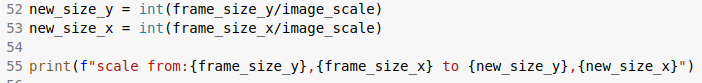 52 new_size_y = int(frame_size_y/image_scale)
53 new_size_x = int(frame_size_x/image_scale)
54
55 print(f"scale from:{frame_size_y},{frame_size_x} to {new_size_y},{new_size_x}")